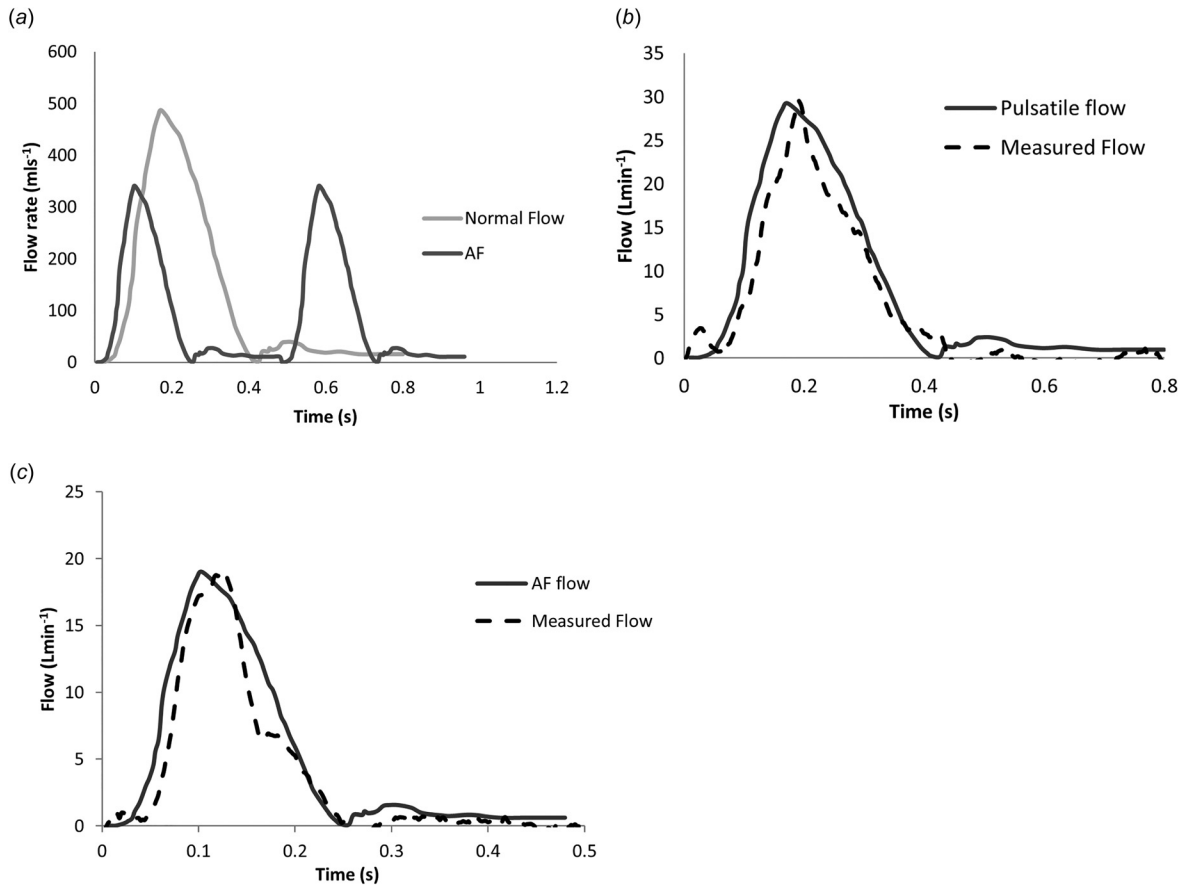 (a)
600
500
400
300
200
100
0
Flow rate (mls-1)
0 0.2 0.4 0.6 0.8 1 1.2
Time (s)
Normal Flow
AF
(b)
35
30
25
20
15
10
5
0
Flow (Lmin-1)
0 0.2 0.4 0.6 0.8
Time (s)
Pulsatile flow
Measured Flow
(c)
25
20
15
10
5
0
Flow (Lmin-1)
0 0.1 0.2 0.3 0.4 0.5
Time (s)
AF flow
Measured Flow